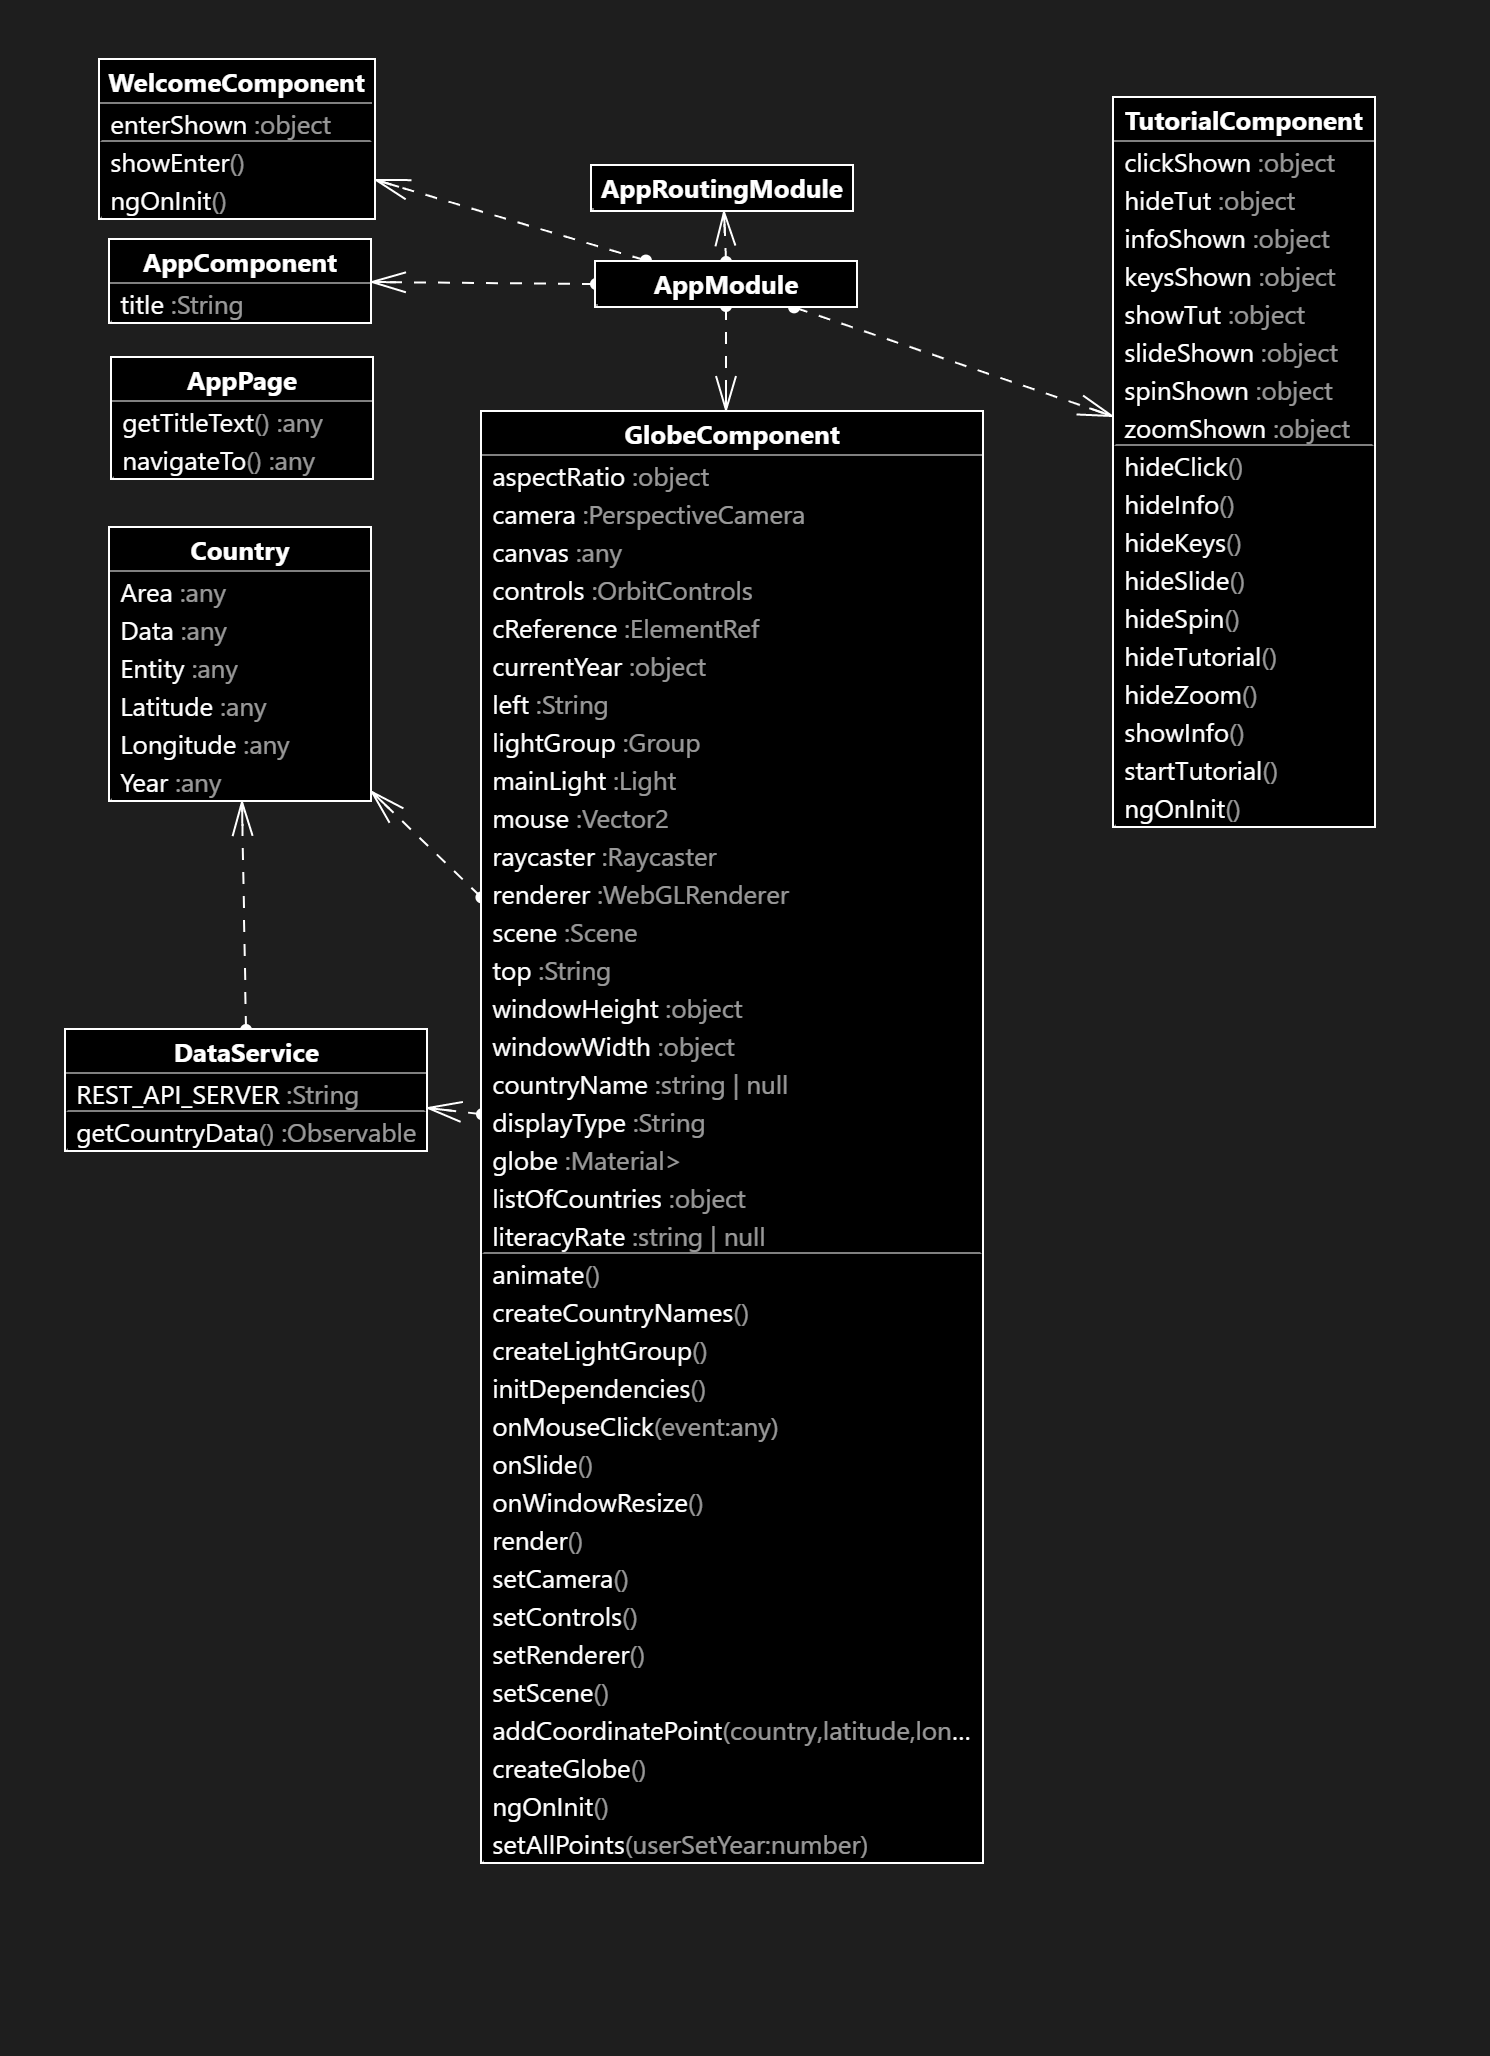 WelcomeComponent
enterShown :object
showEnter()
ngOnInit()
AppComponent
title :String
AppPage
getTitleText() :any
navigateTo() :any
Country
Area :any
Data :any
Entity :any
Latitude :any
Longitude :any
Year :any
DataService
REST_API_SERVER :String
getCountryData() :Observable
AppRoutingModule
AppModule
GlobeComponent
aspectRatio :object
camera :PerspectiveCamera
canvas :any
controls :OrbitControls
cReference :ElementRef
currentYear :object
left :String
lightGroup :Group
mainLight :Light
mouse :Vector2
raycaster :Raycaster
renderer :WebGLRenderer
scene :Scene
top :String
windowHeight :object
windowWidth :object
countryName :string | null
displayType :String
globe :Material>
listOfCountries :object
literacyRate :string | null
animate()
createCountryNames()
createLightGroup()
initDependencies()
onMouseClick(event:any)
onSlide()
onWindowResize()
render()
setCamera()
setControls()
setRenderer()
setScene()
addCoordinatePoint(country,latitude,lon...
createGlobe()
ngOnInit()
setAllPoints(userSetYear:number)
TutorialComponent
clickShown :object
hideTut :object
infoShown :object
keysShown :object
showTut :object
slideShown :object
spinShown :object
zoomShown :object
hideClick()
hideInfo()
hideKeys()
hideSlide()
hideSpin()
hideTutorial()
hideZoom()
showInfo()
startTutorial()
ngOnInit()